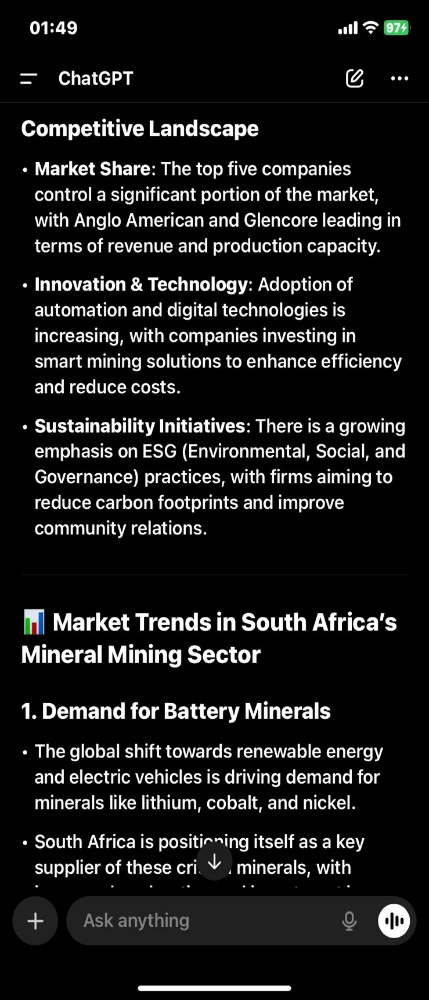 01:49
97
ChatGPT
Competitive Landscape
• Market Share: The top five companies
control a significant portion of the market,
with Anglo American and Glencore leading in
terms of revenue and production capacity.
• Innovation & Technology: Adoption of
automation and digital technologies is
increasing, with companies investing in
smart mining solutions to enhance efficiency
and reduce costs.
• Sustainability Initiatives: There is a growing
emphasis on ESG (Environmental, Social, and
Governance) practices, with firms aiming to
reduce carbon footprints and improve
community relations.
📊 Market Trends in South Africa's
Mineral Mining Sector
1. Demand for Battery Minerals
• The global shift towards renewable energy
and electric vehicles is driving demand for
minerals like lithium, cobalt, and nickel.
• South Africa is positioning itself as a key
supplier of these minerals, with
Ask anything